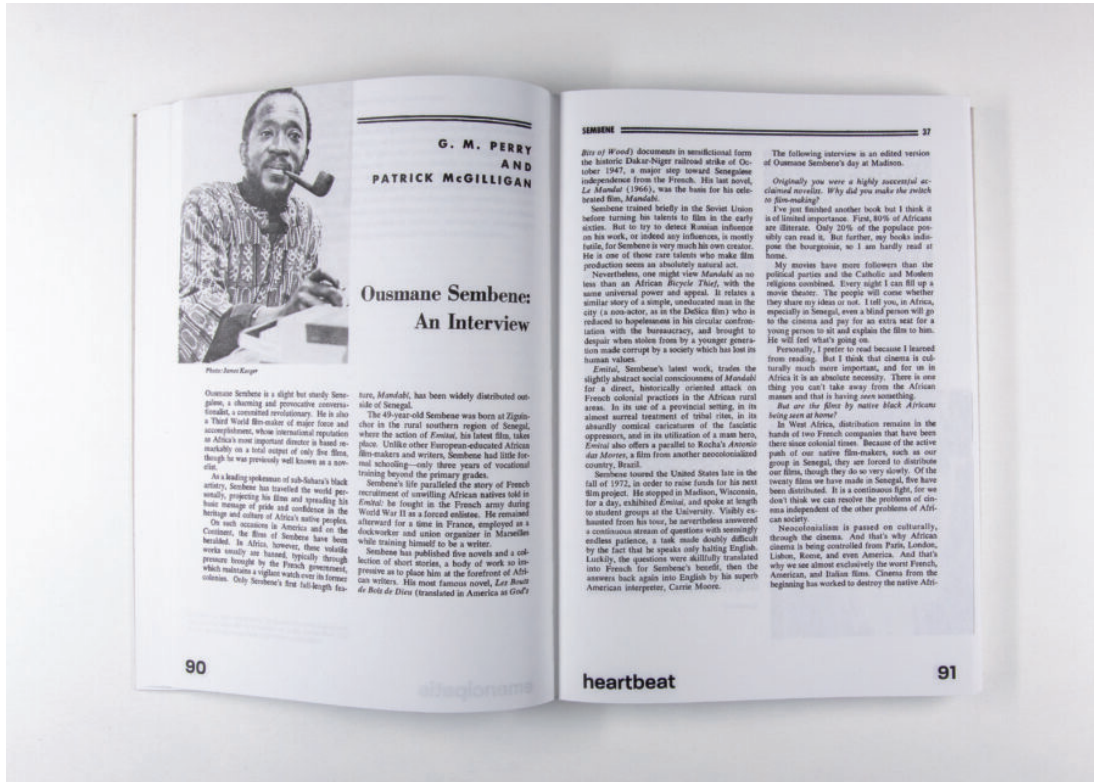 G. M. PERRY
AND
PATRICK McGILLIGAN
Ousmane Sembene:
An Interview
Photo: James Kavger
Ousmane Sembene is a slight but sturdy Sene-
galese, a charming and provocative conversa-
tionalist, a committed revolutionary. He is also
a Third World film-maker of major force and
accomplishment, whose international reputation
as Africa's most important director is based re-
markably on a total output of only five films,
though he was previously well known as a nov-
elist.
As a leading spokesman of sub-Sahara's black
artistry, Sembene has travelled the world per-
sonally, projecting his films and spreading his
basic message of pride and confidence in the
heritage and culture of Africa's native peoples.
On such occasions in America and on the
Continent, the films of Sembene have been
heralded. In Africa, however, these volatile
works usually are banned, typically through
pressure brought by the French government,
which maintains a vigilant watch over its former
colonies. Only Sembene's first full-length fea-
ture, Mandabi, has been widely distributed out-
side of Senegal.
The 49-year-old Sembene was born at Ziguin-
chor in the rural southern region of Senegal,
where the action of Emitai, his latest film, takes
place. Unlike other European-educated African
film-makers and writers, Sembene had little for-
mal schooling—only three years of vocational
training beyond the primary grades.
Sembene's life paralleled the story of French
recruitment of unwilling African natives told in
Emitai: he fought in the French army during
World War II as a forced enlistee. He remained
afterward for a time in France, employed as a
dockworker and union organizer in Marseilles
while training himself to be a writer.
Sembene has published five novels and a col-
lection of short stories, a body of work so im-
pressive as to place him at the forefront of Afri-
can writers. His most famous novel, Les Bouts
de Bois de Dieu (translated in America as God's
90
SEMBENE 37
Bits of Wood) documents in semifictional form
the historic Dakar-Niger railroad strike of Oc-
tober 1947, a major step toward Senegalese
independence from the French. His last novel,
Le Mandat (1966), was the basis for his cele-
brated film, Mandabi.
Sembene trained briefly in the Soviet Union
before turning his talents to film in the early
sixties. But to try to detect Russian influence
on his work, or indeed any influences, is mostly
futile, for Sembene is very much his own creator.
He is one of those rare talents who make film
production seem an absolutely natural act.
Nevertheless, one might view Mandabi as no
less than an African Bicycle Thief, with the
same universal power and appeal. It relates a
similar story of a simple, uneducated man in the
city (a non-actor, as in the DeSica film) who is
reduced to hopelessness in his circular confron-
tation with the bureaucracy, and brought to
despair when stolen from by a younger genera-
tion made corrupt by a society which has lost its
human values.
Emitai, Sembene's latest work, trades the
slightly abstract social consciousness of Mandabi
for a direct, historically oriented attack on
French colonial practices in the African rural
areas. In its use of a provincial setting, in its
almost surreal treatment of tribal rites, in its
absurdly comical caricatures of the fascistic
oppressors, and in its utilization of a mass hero,
Emitai also offers a parallel to Rocha's Antonio
das Mortes, a film from another neocolonialized
country, Brazil.
Sembene toured the United States late in the
fall of 1972, in order to raise funds for his next
film project. He stopped in Madison, Wisconsin,
for a day, exhibited Emitai, and spoke at length
to student groups at the University. Visibly ex-
hausted from his tour, he nevertheless answered
a continuous stream of questions with seemingly
endless patience, a task made doubly difficult
by the fact that he speaks only halting English.
Luckily, the questions were skillfully translated
into French for Sembene's benefit, then the
answers back again into English by his superb
American interpreter, Carrie Moore.
The following interview is an edited version
of Ousmane Sembene's day at Madison.
Originally you were a highly successful ac-
claimed novelist. Why did you make the switch
to film-making?
I've just finished another book but I think it
is of limited importance. First, 80% of Africans
are illiterate. Only 20% of the populace pos-
sibly can read it. But further, my books indis-
pose the bourgeoisie, so I am hardly read at
home.
My movies have more followers than the
political parties and the Catholic and Moslem
religions combined. Every night I can fill up a
movie theater. The people will come whether
they share my ideas or not. I tell you, in Africa,
especially in Senegal, even a blind person will go
to the cinema and pay for an extra seat for a
young person to sit and explain the film to him.
He will feel what's going on.
Personally, I prefer to read because I learned
from reading. But I think that cinema is cul-
turally much more important, and for us in
Africa it is an absolute necessity. There is one
thing you can't take away from the African
masses and that is having seen something.
But are the films by native black Africans
being seen at home?
In West Africa, distribution remains in the
hands of two French companies that have been
there since colonial times. Because of the active
push of our native film-makers, such as our
group in Senegal, they are forced to distribute
our films, though they do so very slowly. Of the
twenty films we have made in Senegal, five have
been distributed. It is a continuous fight, for we
don't think we can resolve the problems of cin-
ema independent of the other problems of Afri-
can society.
Neocolonialism is passed on culturally,
through the cinema. And that's why African
cinema is being controlled from Paris, London,
Lisbon, Rome, and even America. And that's
why we see almost exclusively the worst French,
American, and Italian films. Cinema from the
beginning has worked to destroy the native Afri-
heartbeat
91